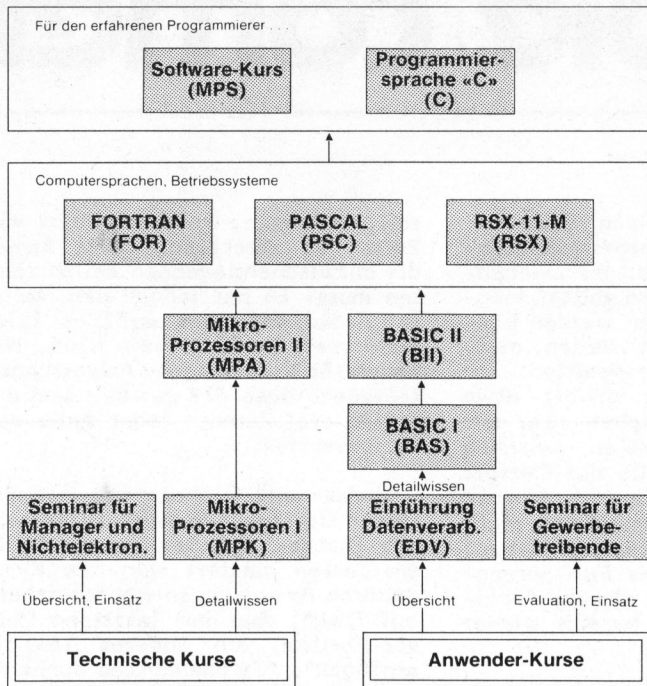 Für den erfahrenen Programmierer . . .
Software-Kurs
(MPS)
Programmier-
sprache «C»
(C)
Computersprachen, Betriebssysteme
FORTRAN
(FOR)
PASCAL
(PSC)
RSX-11-M
(RSX)
Mikro-
Prozessoren II
(MPA)
BASIC II
(BII)
BASIC I
(BAS)
Detailwissen
Seminar für
Manager und
Nichtelektron.
Mikro-
Prozessoren I
(MPK)
Einführung
Datenverarb.
(EDV)
Seminar für
Gewerbe-
treibende
Übersicht, Einsatz
Detailwissen
Übersicht
Evaluation, Einsatz
Technische Kurse
Anwender-Kurse